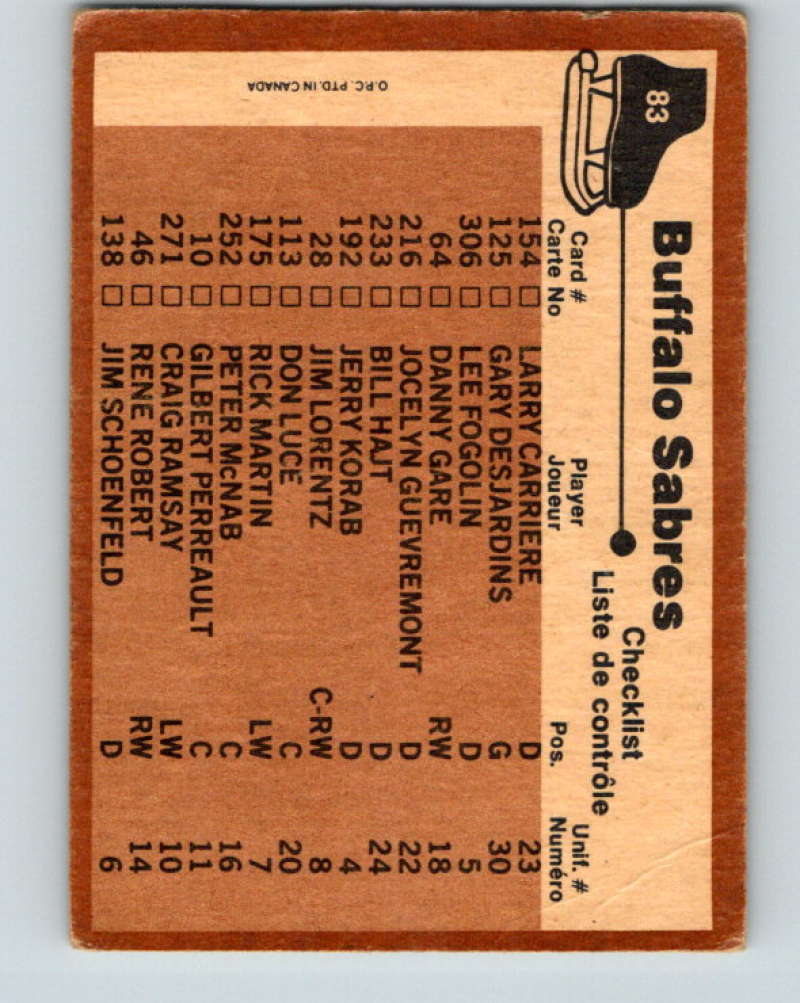 83
Buffalo Sabres
Checklist
Liste de contrôle
Card # Player Pos. Unif. #
Carte No Joueur Numéro
154 □ LARRY CARRIERE D 23
125 □ GARY DESJARDINS G 30
306 □ LEE FOGOLIN D 5
64 □ DANNY GARE RW 18
216 □ JOCELYN GUEVREMONT D 22
233 □ BILL HAJT D 24
192 □ JERRY KORAB D 4
28 □ JIM LORENTZ C-RW 8
113 □ DON LUCE C 20
175 □ RICK MARTIN LW 7
252 □ PETER McNAB C 16
10 □ GILBERT PERREAULT C 11
271 □ CRAIG RAMSAY LW 10
46 □ RENE ROBERT RW 14
138 □ JIM SCHOENFELD D 6
O.P.C. PTD. IN CANADA